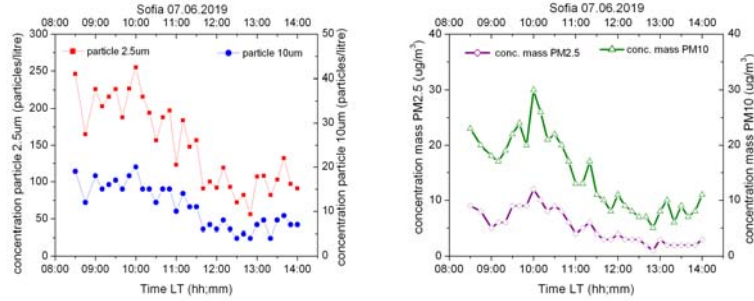 Sofia 07.06.2019
08:00 09:00 10:00 11:00 12:00 13:00 14:00
particle 2.5um
particle 10um
concentration particle 2.5um (particles/litre)
300
250
200
150
100
50
0
concentration particle 10um (particles/litre)
50
40
30
20
10
0
08:00 09:00 10:00 11:00 12:00 13:00 14:00
Time LT (hh;mm)
Sofia 07.06.2019
08:00 09:00 10:00 11:00 12:00 13:00 14:00
conc. mass PM2.5
conc. mass PM10
concentration mass PM2.5 (ug/m³)
40
30
20
10
0
concentration mass PM10 (ug/m³)
40
30
20
10
0
08:00 09:00 10:00 11:00 12:00 13:00 14:00
Time LT (hh;mm)